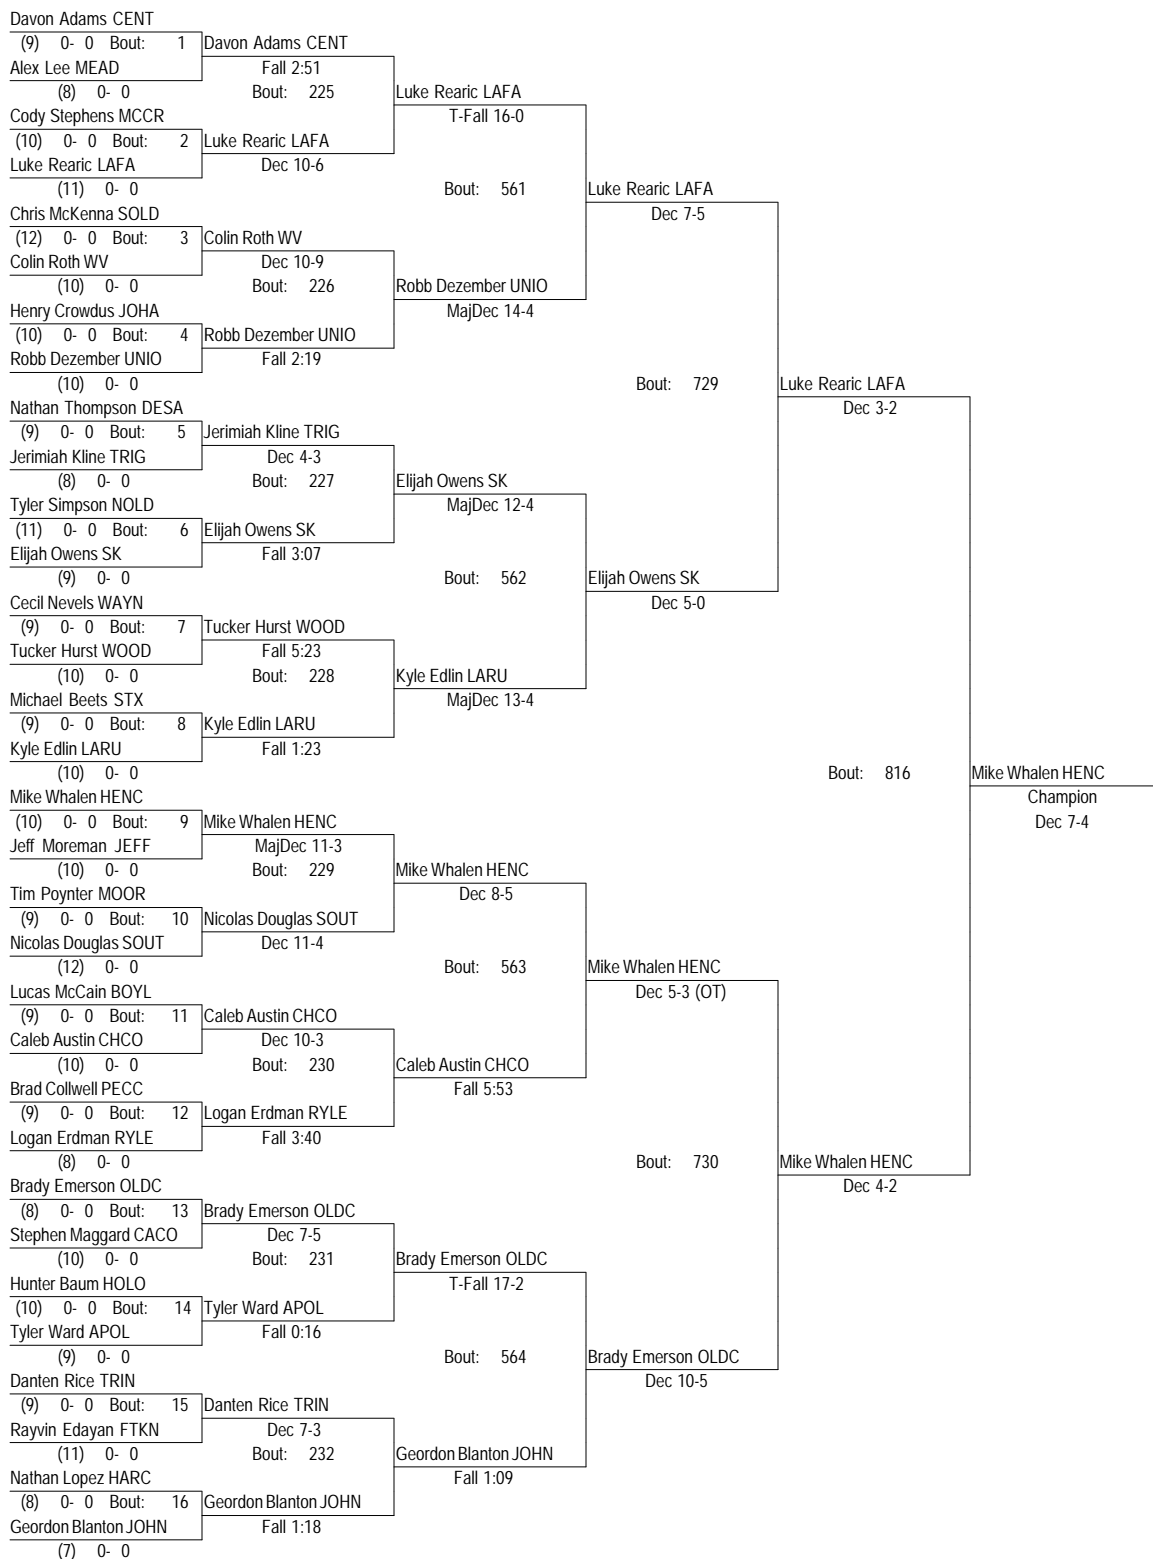 Davon Adams CENT
(9) 0- 0 Bout: 1 Davon Adams CENT
Alex Lee MEAD Fall 2:51
(8) 0- 0 Bout: 225 Luke Rearic LAFA
Cody Stephens MCCR T-Fall 16-0
(10) 0- 0 Bout: 2 Luke Rearic LAFA
Luke Rearic LAFA Dec 10-6
(11) 0- 0 Bout: 561 Luke Rearic LAFA
Chris McKenna SOLD Dec 7-5
(12) 0- 0 Bout: 3 Colin Roth WV
Colin Roth WV Dec 10-9
(10) 0- 0 Bout: 226 Robb Dezember UNIO
Henry Crowdus JOHA MajDec 14-4
(10) 0- 0 Bout: 4 Robb Dezember UNIO
Robb Dezember UNIO Fall 2:19
(10) 0- 0 Bout: 729 Luke Rearic LAFA
Nathan Thompson DESA Dec 3-2
(9) 0- 0 Bout: 5 Jerimiah Kline TRIG
Jerimiah Kline TRIG Dec 4-3
(8) 0- 0 Bout: 227 Elijah Owens SK
Tyler Simpson NOLD MajDec 12-4
(11) 0- 0 Bout: 6 Elijah Owens SK
Elijah Owens SK Fall 3:07
(9) 0- 0 Bout: 562 Elijah Owens SK
Cecil Nevels WAYN Dec 5-0
(9) 0- 0 Bout: 7 Tucker Hurst WOOD
Tucker Hurst WOOD Fall 5:23
(10) 0- 0 Bout: 228 Kyle Edlin LARU
Michael Beets STX MajDec 13-4
(9) 0- 0 Bout: 8 Kyle Edlin LARU
Kyle Edlin LARU Fall 1:23
(10) 0- 0 Bout: 816 Mike Whalen HENC
Mike Whalen HENC Champion
(10) 0- 0 Bout: 9 Mike Whalen HENC Dec 7-4
Jeff Moreman JEFF MajDec 11-3
(10) 0- 0 Bout: 229 Mike Whalen HENC
Tim Poynter MOOR Dec 8-5
(9) 0- 0 Bout: 10 Nicolas Douglas SOUT
Nicolas Douglas SOUT Dec 11-4
(12) 0- 0 Bout: 563 Mike Whalen HENC
Lucas McCain BOYL Dec 5-3 (OT)
(9) 0- 0 Bout: 11 Caleb Austin CHCO
Caleb Austin CHCO Dec 10-3
(10) 0- 0 Bout: 230 Caleb Austin CHCO
Brad Collwell PECC Fall 5:53
(9) 0- 0 Bout: 12 Logan Erdman RYLE
Logan Erdman RYLE Fall 3:40
(8) 0- 0 Bout: 730 Mike Whalen HENC
Brady Emerson OLDC Dec 4-2
(8) 0- 0 Bout: 13 Brady Emerson OLDC
Stephen Maggard CACO Dec 7-5
(10) 0- 0 Bout: 231 Brady Emerson OLDC
Hunter Baum HOLO T-Fall 17-2
(10) 0- 0 Bout: 14 Tyler Ward APOL
Tyler Ward APOL Fall 0:16
(9) 0- 0 Bout: 564 Brady Emerson OLDC
Danten Rice TRIN Dec 10-5
(9) 0- 0 Bout: 15 Danten Rice TRIN
Rayvin Edayan FTKN Dec 7-3
(11) 0- 0 Bout: 232 Geordon Blanton JOHN
Nathan Lopez HARC Fall 1:09
(8) 0- 0 Bout: 16 Geordon Blanton JOHN
Geordon Blanton JOHN Fall 1:18
(7) 0- 0